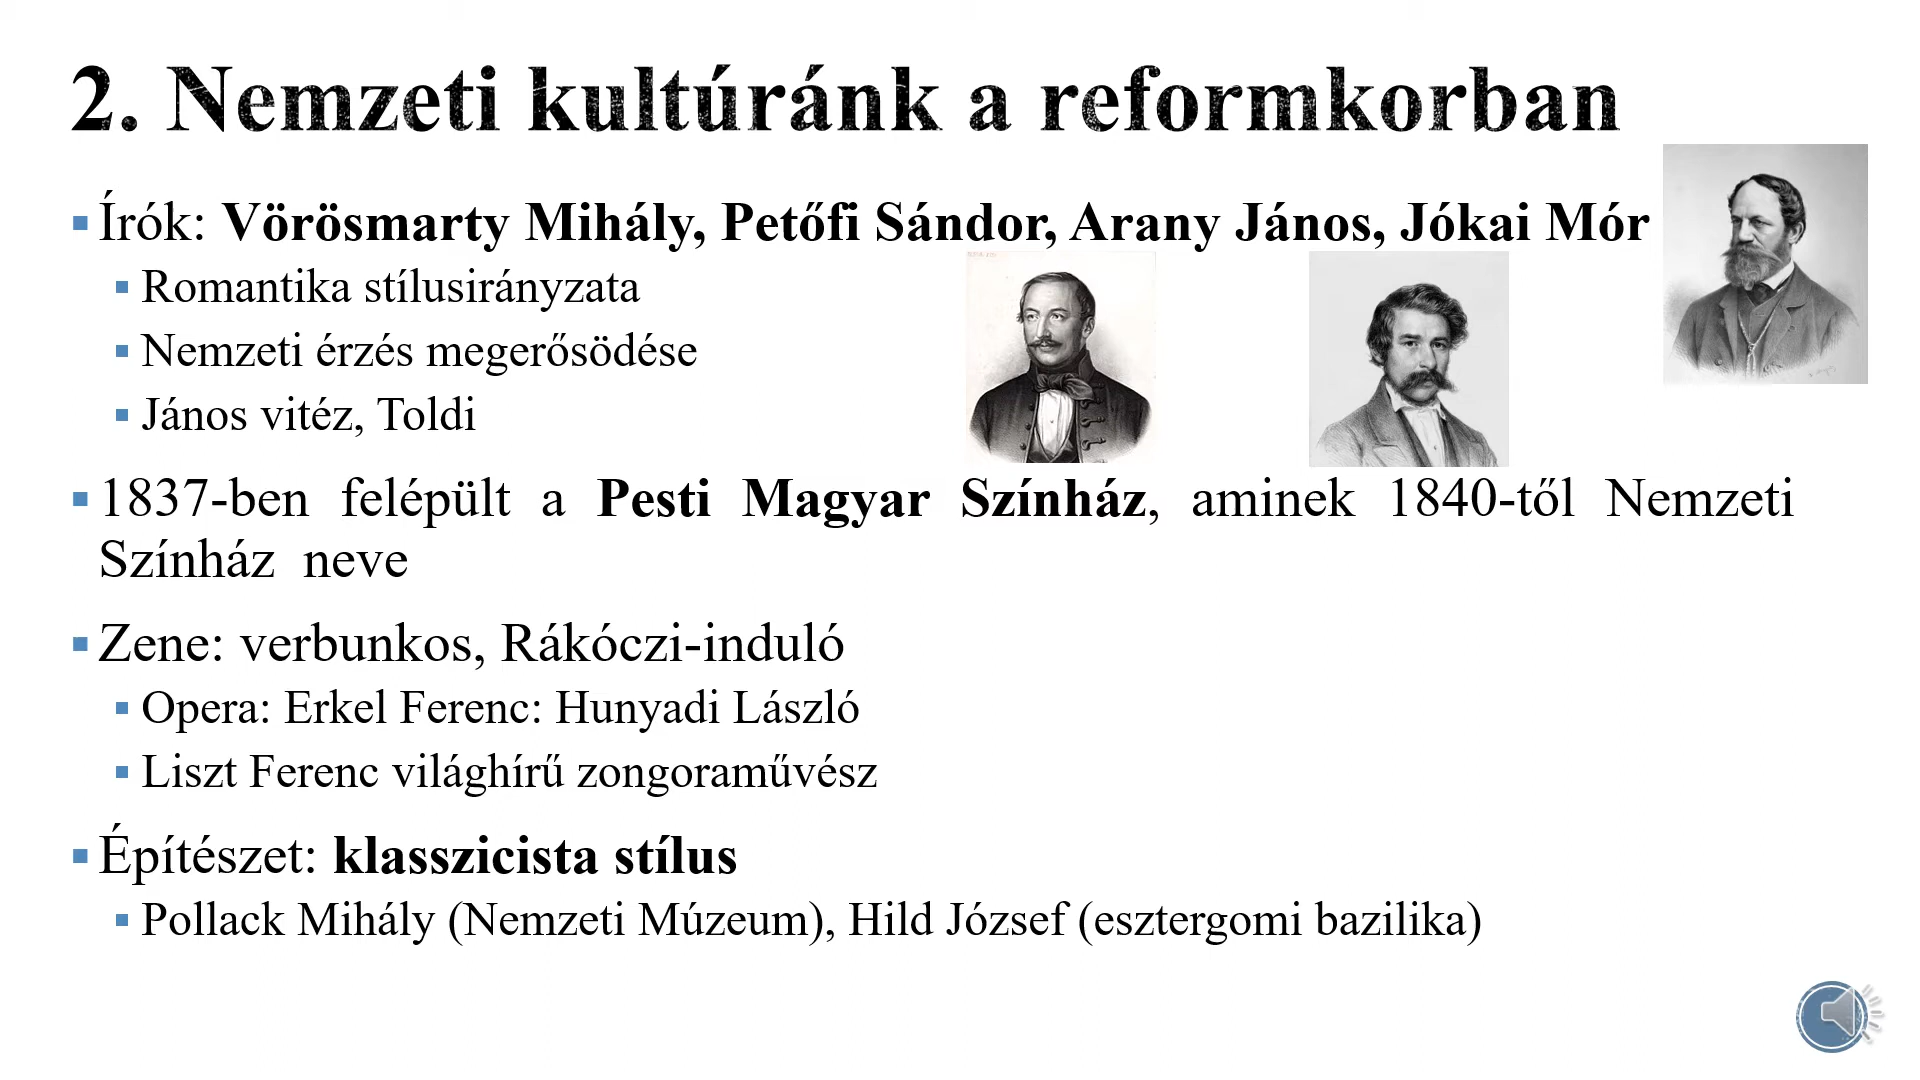 2. Nemzeti kultúránk a reformkorban
Írók: Vörösmarty Mihály, Petőfi Sándor, Arany János, Jókai Mór
Romantika stílusirányzata
Nemzeti érzés megerősödése
János vitéz, Toldi
1837-ben felépült a Pesti Magyar Színház, aminek 1840-től Nemzeti
Színház neve
Zene: verbunkos, Rákóczi-induló
Opera: Erkel Ferenc: Hunyadi László
Liszt Ferenc világhírű zongoraművész
Építészet: klasszicista stílus
Pollack Mihály (Nemzeti Múzeum), Hild József (esztergomi bazilika)